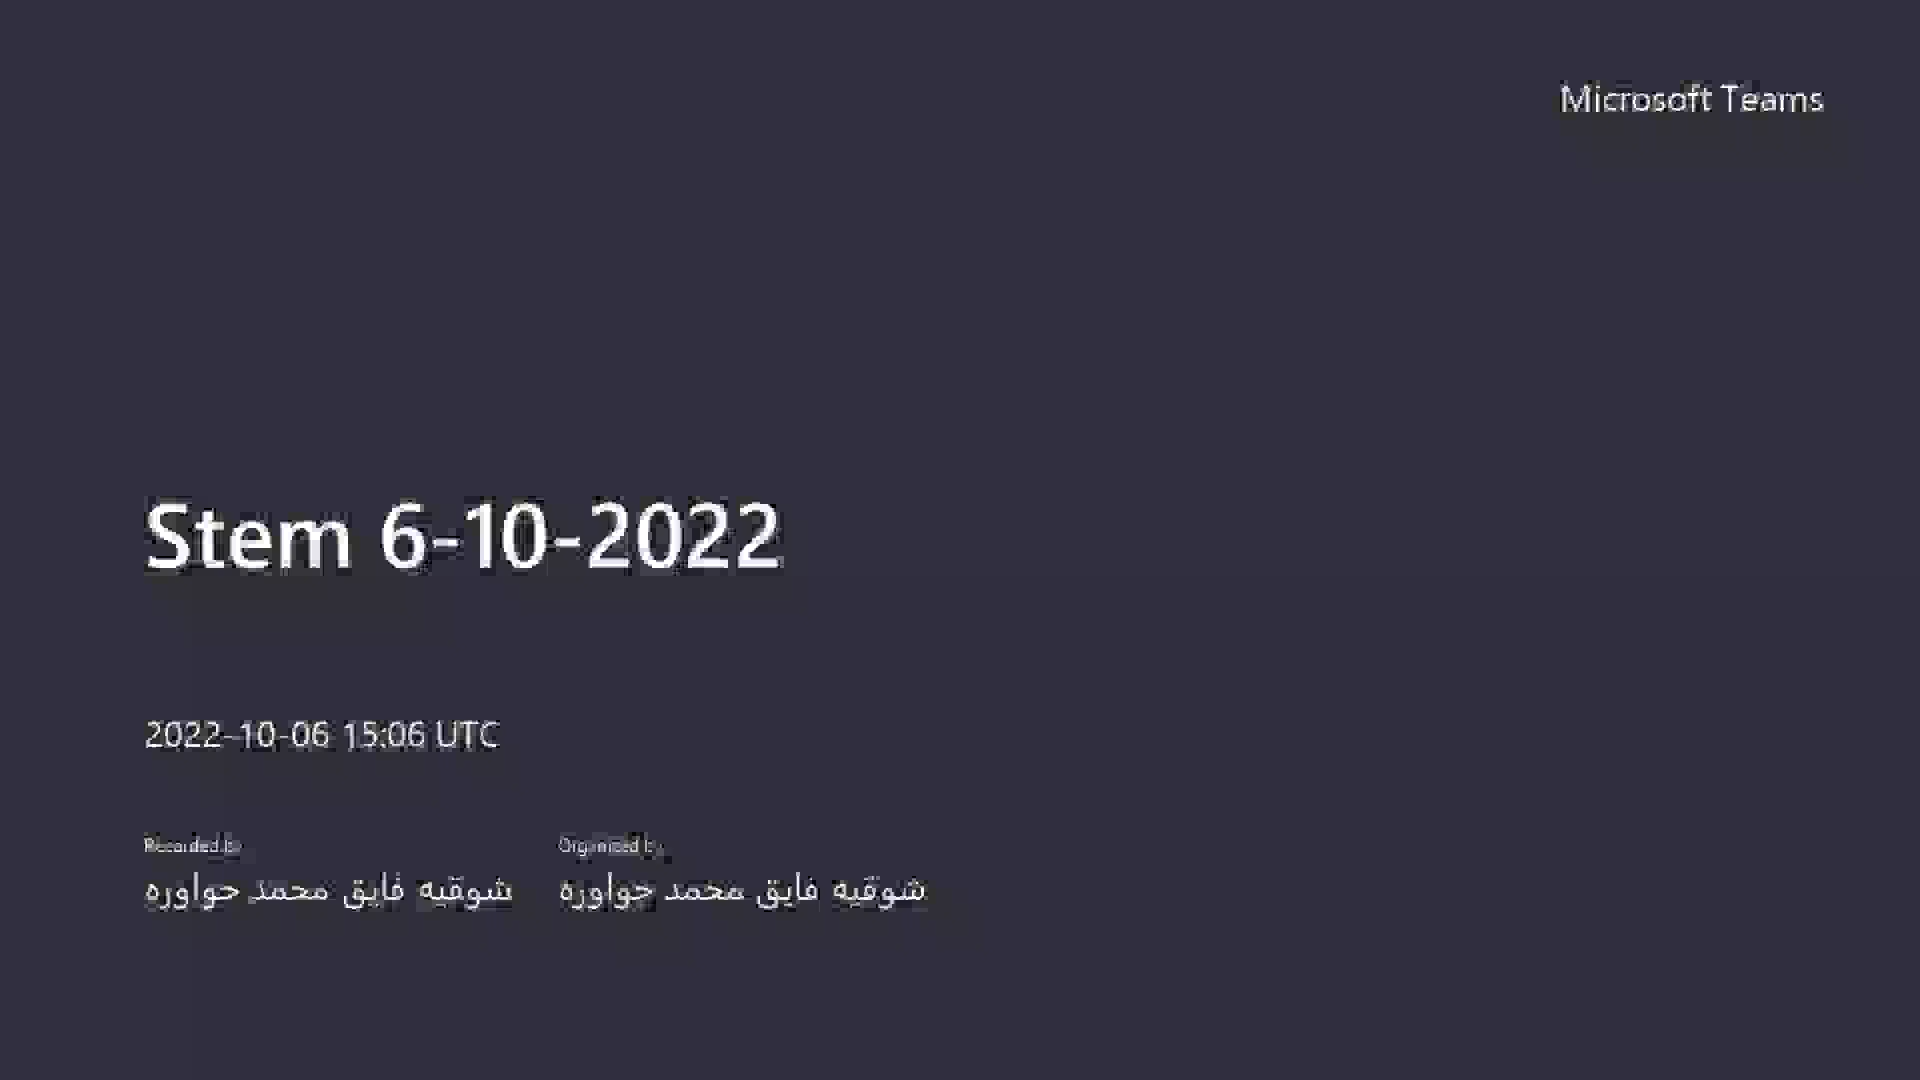 Microsoft Teams
Stem 6-10-2022
2022-10-06 15:06 UTC
Recorded by
Organized by
شوقيه فايق محمد حواوره
شوقيه فايق محمد حواوره